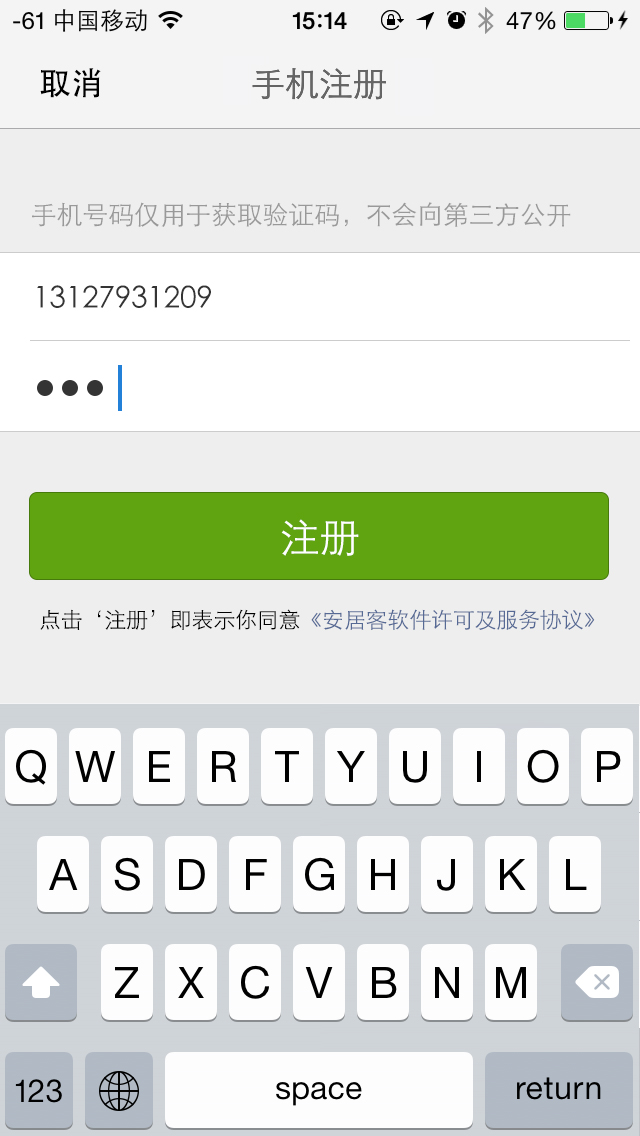 -61 中国移动 15:14 47%
取消 手机注册
手机号码仅用于获取验证码，不会向第三方公开
13127931209
●●●
注册
点击‘注册’即表示你同意《安居客软件许可及服务协议》
Q W E R T Y U I O P
A S D F G H J K L
Z X C V B N M
123 space return